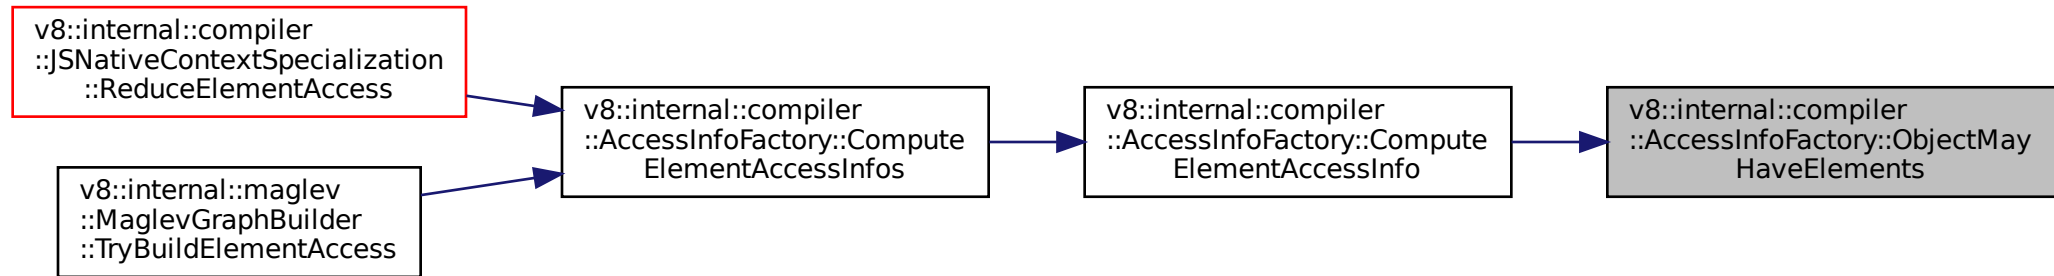 v8::internal::compiler
::JSNativeContextSpecialization
::ReduceElementAccess
v8::internal::maglev
::MaglevGraphBuilder
::TryBuildElementAccess
v8::internal::compiler
::AccessInfoFactory::Compute
ElementAccessInfos
v8::internal::compiler
::AccessInfoFactory::Compute
ElementAccessInfo
v8::internal::compiler
::AccessInfoFactory::ObjectMay
HaveElements